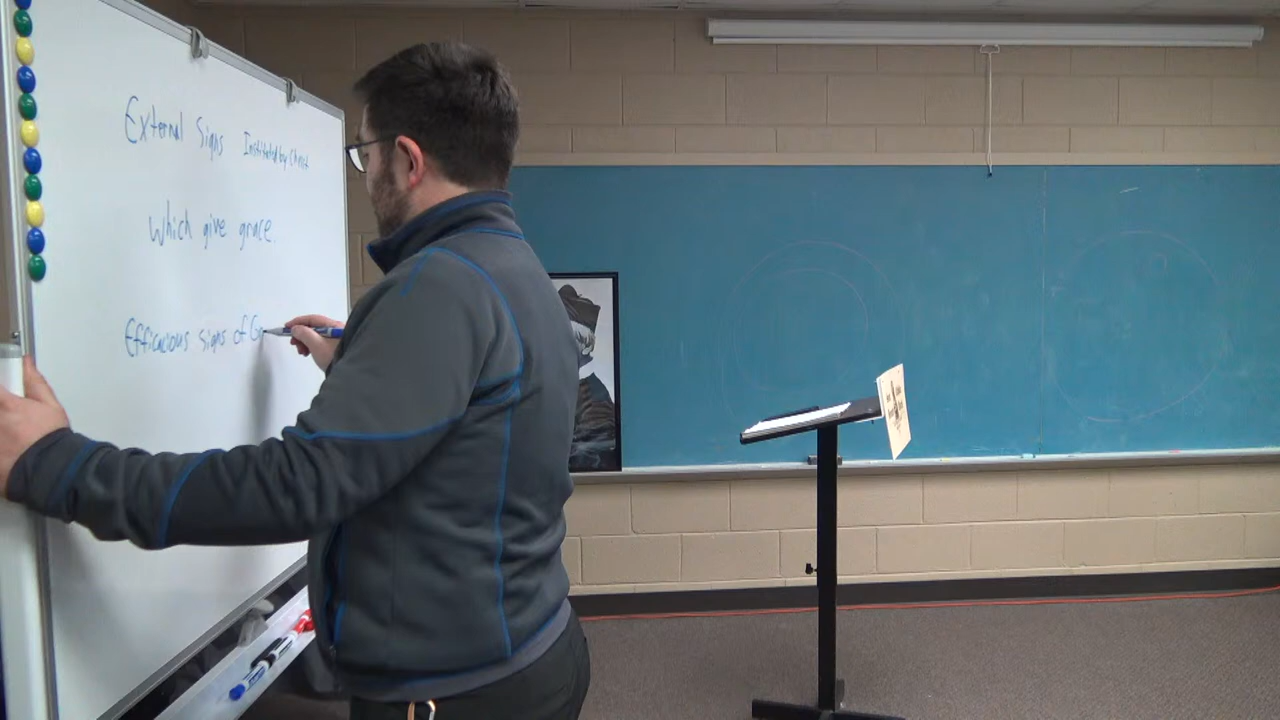 External Signs Instituted by Christ
Which give grace.
Efficacious signs of G